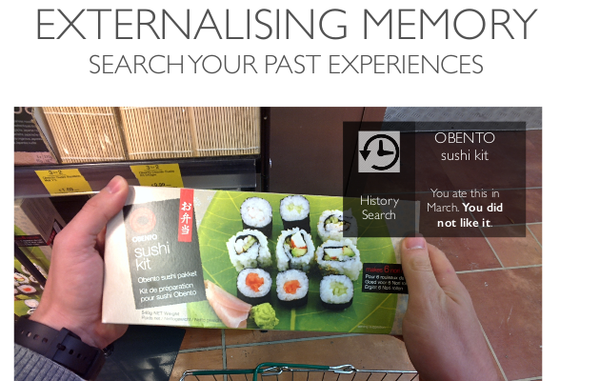 EXTERNALISING MEMORY
SEARCH YOUR PAST EXPERIENCES
OBENTO
sushi kit
History
Search
You ate this in
March. You did
not like it.
お弁当
OBENTO
sushi
kit
Obento sushi pakket
Kit de préparation
pour sushi Obento